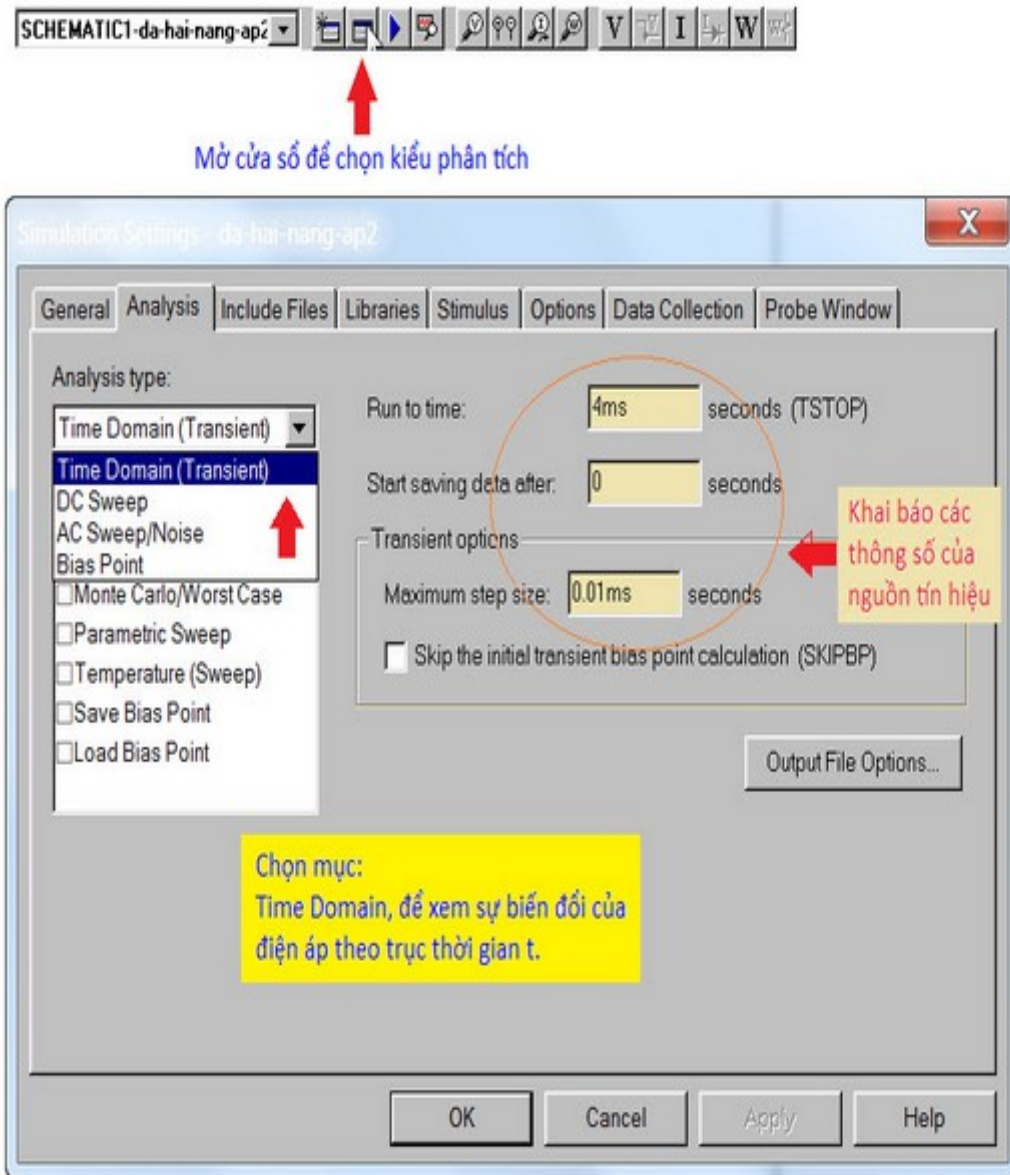 SCHEMATIC1-da-hai-nang-ap2
V I W
Mở cửa sổ để chọn kiểu phân tích
Simulation Settings - da-hai-nang-ap2
General Analysis Include Files Libraries Stimulus Options Data Collection Probe Window
Analysis type:
Time Domain (Transient)
Time Domain (Transient)
DC Sweep
AC Sweep/Noise
Bias Point
Monte Carlo/Worst Case
Parametric Sweep
Temperature (Sweep)
Save Bias Point
Load Bias Point
Run to time: 4ms seconds (TSTOP)
Start saving data after: 0 seconds
Transient options
Maximum step size: 0.01ms seconds
Skip the initial transient bias point calculation (SKIPBP)
Khai báo các
thông số của
nguồn tín hiệu
Output File Options...
Chọn mục:
Time Domain, để xem sự biến đổi của
điện áp theo trục thời gian t.
OK Cancel Apply Help